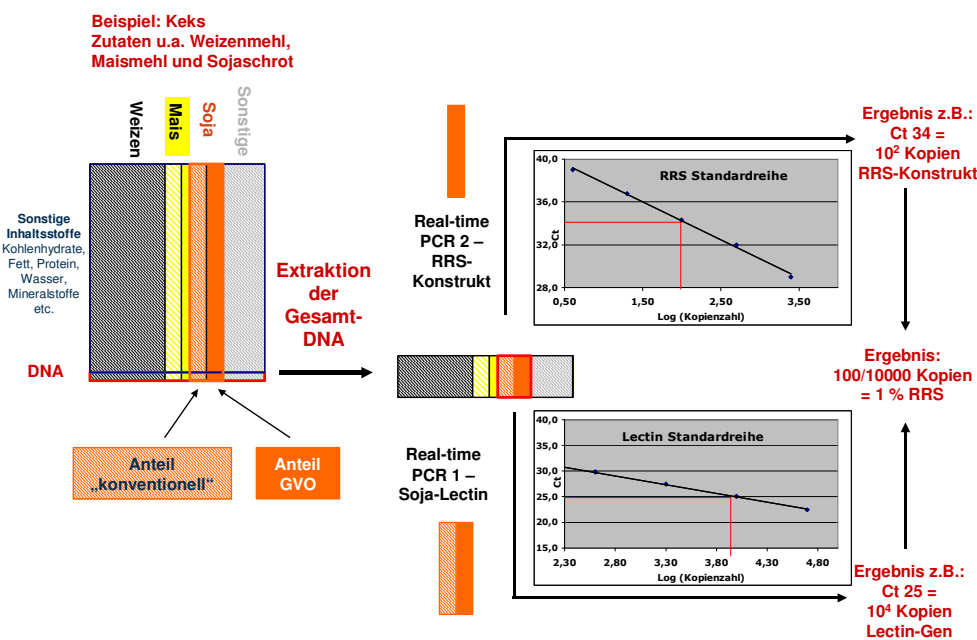 Beispiel: Keks
Zutaten u.a. Weizenmehl,
Maismehl und Sojaschrot
Weizen
Mais
Soja
Sonstige
Sonstige
Inhaltsstoffe
Kohlenhydrate,
Fett, Protein,
Wasser,
Mineralstoffe
etc.
DNA
Extraktion
der
Gesamt-
DNA
Anteil
„konventionell“
Anteil
GVO
Real-time
PCR 2 –
RRS-
Konstrukt
RRS Standardreihe
40,0
36,0
32,0
28,0
Ct
0,50
1,50
2,50
3,50
Log (Kopienzahl)
Ergebnis z.B.:
Ct 34 =
10² Kopien
RRS-Konstrukt
Ergebnis:
100/10000 Kopien
= 1 % RRS
Real-time
PCR 1 –
Soja-Lectin
Lectin Standardreihe
40,0
35,0
30,0
25,0
20,0
15,0
Ct
2,30
2,80
3,30
3,80
4,30
4,80
Log (Kopienzahl)
Ergebnis z.B.:
Ct 25 =
10⁴ Kopien
Lectin-Gen